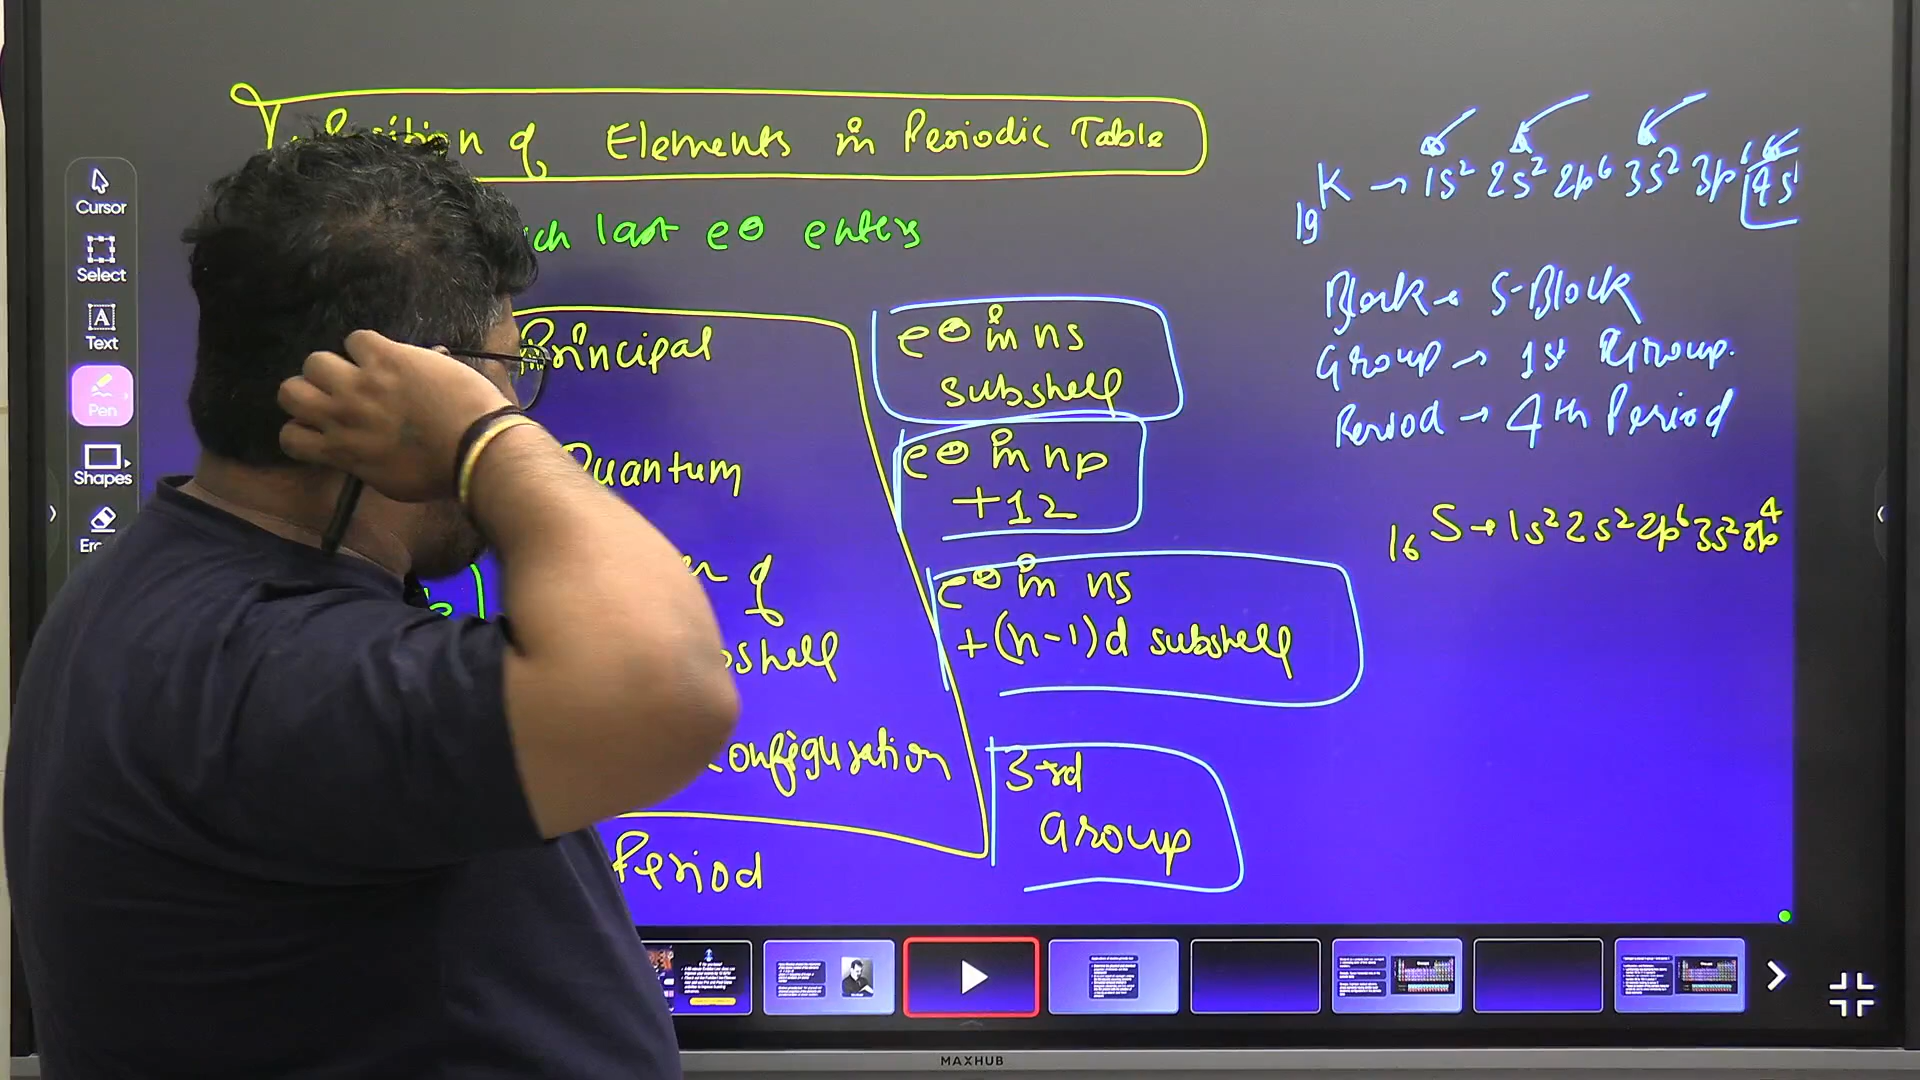 Position of Elements in Periodic Table
last e⊖ enters
Principal
Quantum
Configuration
Period
e⊖ in ns
subshell
e⊖ in np
+12
e⊖ in ns
+(n-1)d subshell
3rd
Group
19K → 1s² 2s² 2p⁶ 3s² 3p⁶ 4s¹
Block → S-Block
Group → 1st Group.
Period → 4th Period
16S → 1s² 2s² 2p⁶ 3s² 3p⁴
Cursor
Select
Text
Pen
Shapes
MAXHUB